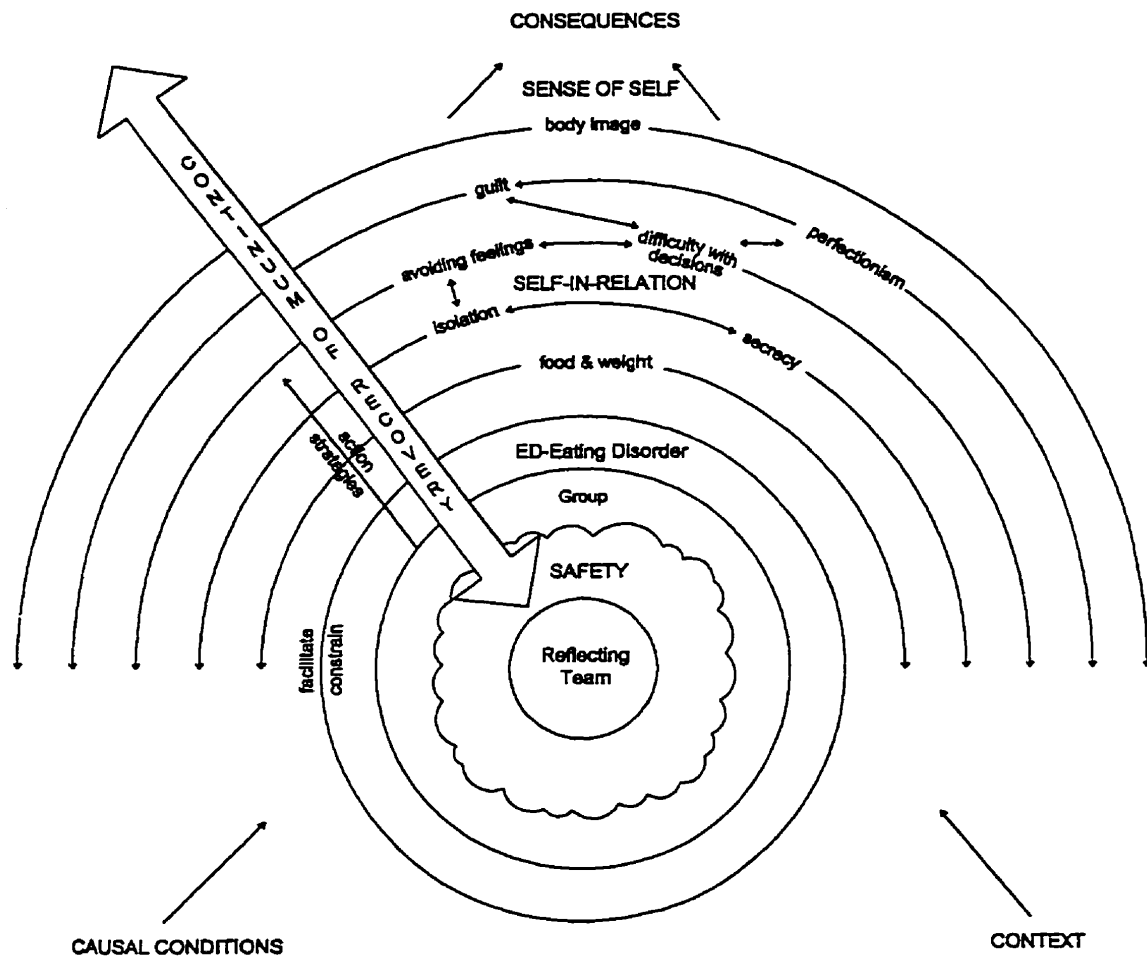 CONSEQUENCES
SENSE OF SELF
body image
guilt
perfectionism
difficulty with
decisions
avoiding feelings
SELF-IN-RELATION
isolation
secrecy
food & weight
CONTINUUM OF RECOVERY
action
strategies
ED-Eating Disorder
Group
SAFETY
Reflecting
Team
facilitate
constrain
CAUSAL CONDITIONS
CONTEXT